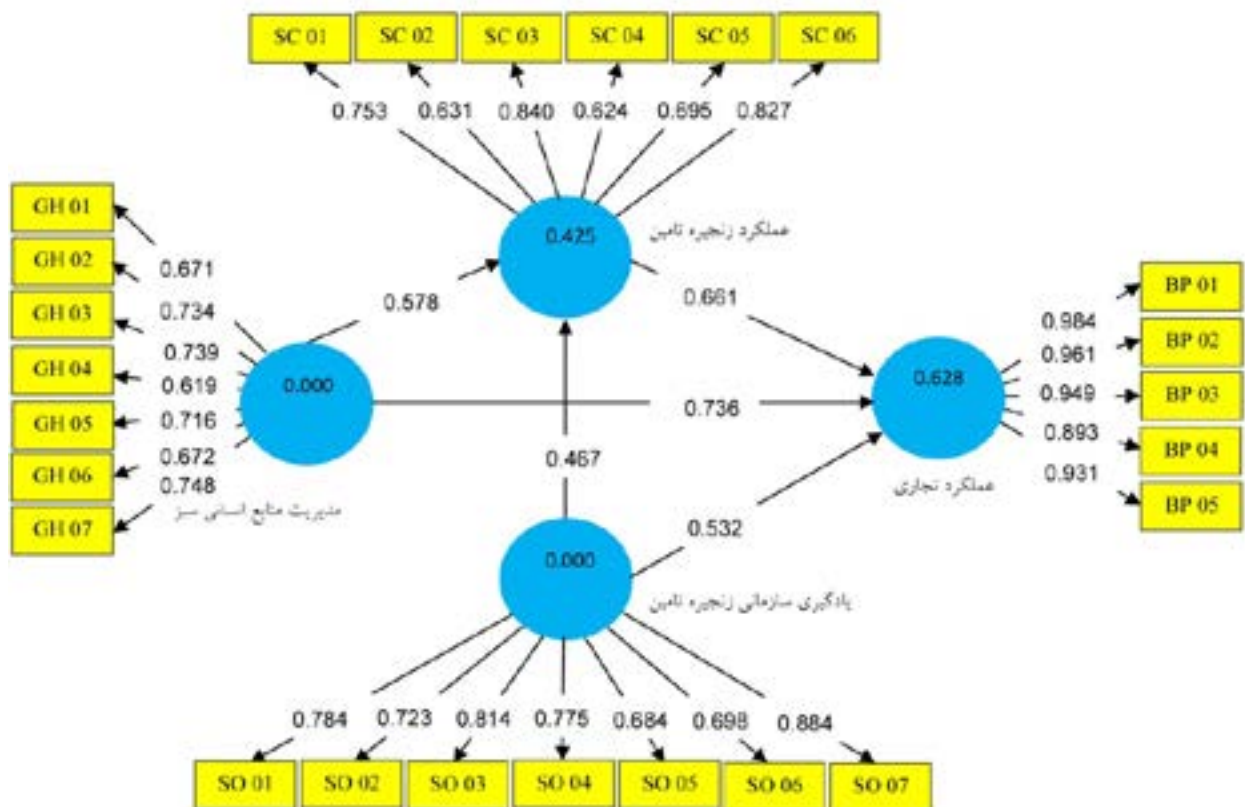 SC 01 SC 02 SC 03 SC 04 SC 05 SC 06
0.753 0.631 0.840 0.624 0.695 0.827
GH 01
GH 02
GH 03
GH 04
GH 05
GH 06
GH 07
0.671
0.734
0.739
0.619
0.716
0.672
0.748
0.425
عملکرد زنجیره تامین
0.578
0.661
0.000
مدیریت منابع انسانی سبز
0.736
0.467
0.532
0.628
عملکرد تجاری
0.984
0.961
0.949
0.893
0.931
BP 01
BP 02
BP 03
BP 04
BP 05
0.000
یادگیری سازمانی زنجیره تامین
0.784 0.723 0.814 0.775 0.684 0.698 0.884
SO 01 SO 02 SO 03 SO 04 SO 05 SO 06 SO 07